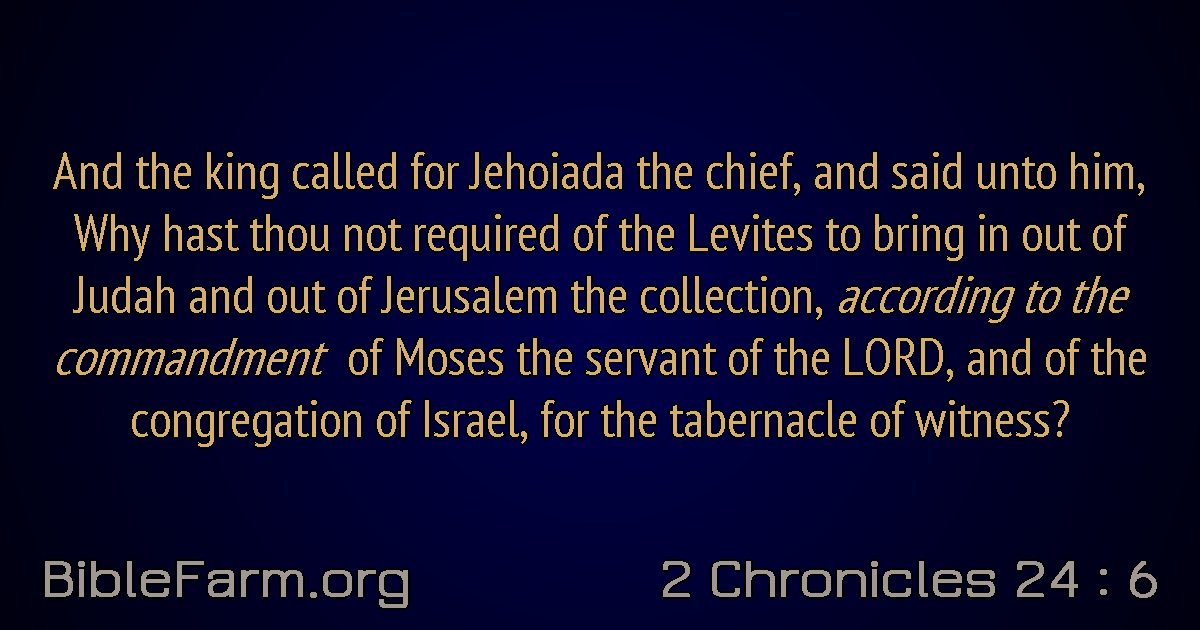 And the king called for Jehoiada the chief, and said unto him,
Why hast thou not required of the Levites to bring in out of
Judah and out of Jerusalem the collection, according to the
commandment of Moses the servant of the LORD, and of the
congregation of Israel, for the tabernacle of witness?
BibleFarm.org
2 Chronicles 24 : 6